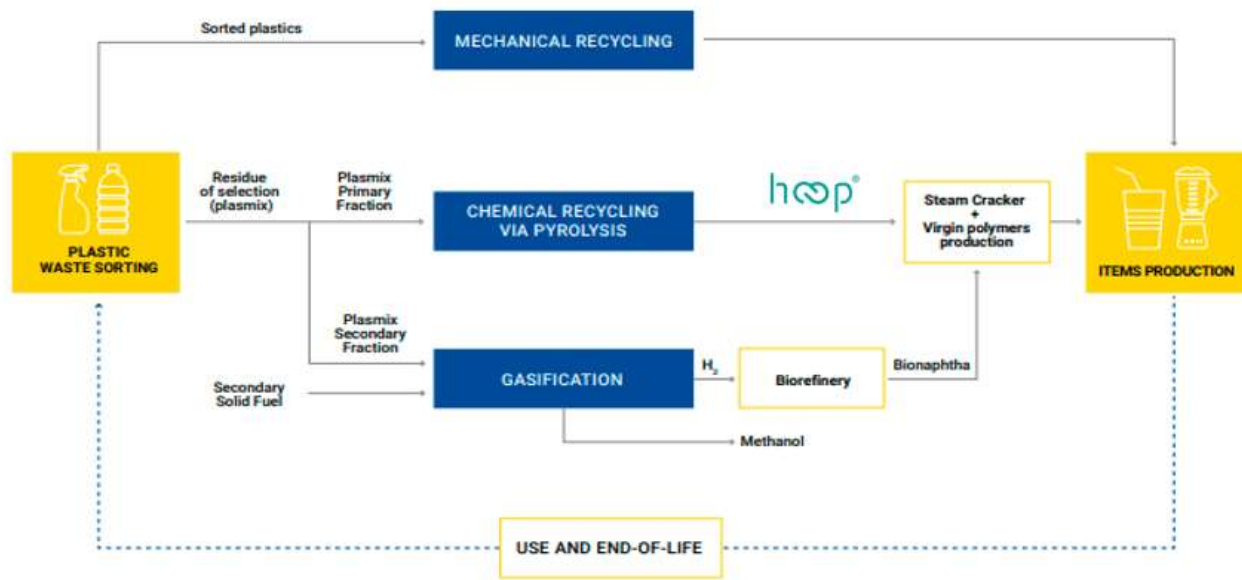 Sorted plastics
MECHANICAL RECYCLING
Residue
of selection
(plasmix)
Plasmix
Primary
Fraction
CHEMICAL RECYCLING
VIA PYROLYSIS
hoop®
Steam Cracker
+
Virgin polymers
production
PLASTIC
WASTE SORTING
ITEMS PRODUCTION
Plasmix
Secondary
Fraction
Secondary
Solid Fuel
GASIFICATION
H₂
Biorefinery
Bionaphtha
Methanol
USE AND END-OF-LIFE